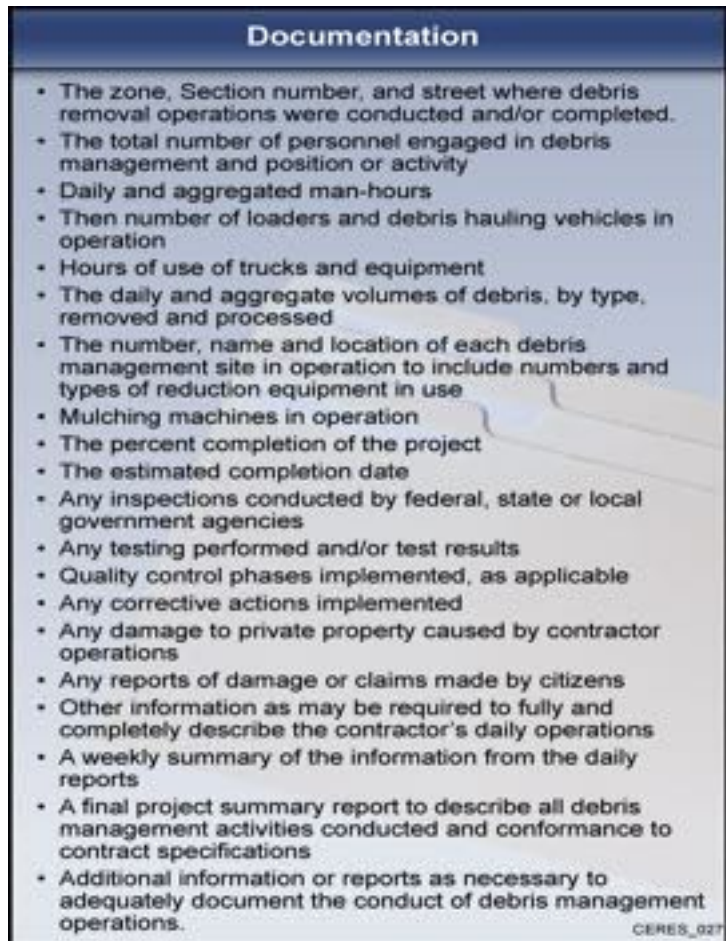 Documentation
• The zone, Section number, and street where debris
removal operations were conducted and/or completed.
• The total number of personnel engaged in debris
management and position or activity
• Daily and aggregated man-hours
• Then number of loaders and debris hauling vehicles in
operation
• Hours of use of trucks and equipment
• The daily and aggregate volumes of debris, by type,
removed and processed
• The number, name and location of each debris
management site in operation to include numbers and
types of reduction equipment in use
• Mulching machines in operation
• The percent completion of the project
• The estimated completion date
• Any inspections conducted by federal, state or local
government agencies
• Any testing performed and/or test results
• Quality control phases implemented, as applicable
• Any corrective actions implemented
• Any damage to private property caused by contractor
operations
• Any reports of damage or claims made by citizens
• Other information as may be required to fully and
completely describe the contractor's daily operations
• A weekly summary of the information from the daily
reports
• A final project summary report to describe all debris
management activities conducted and conformance to
contract specifications
• Additional information or reports as necessary to
adequately document the conduct of debris management
operations.
CERES_027